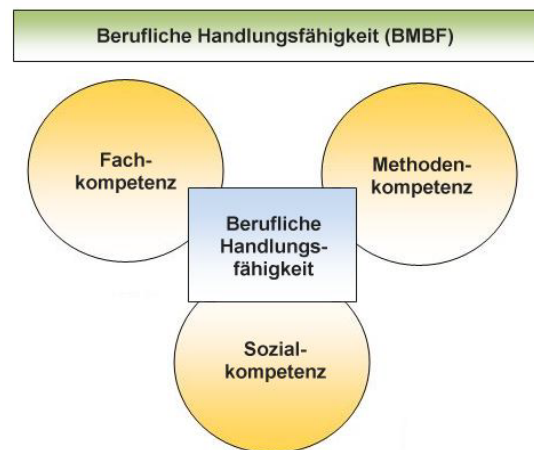 Berufliche Handlungsfähigkeit (BMBF)
Fach-
kompetenz
Methoden-
kompetenz
Berufliche
Handlungs-
fähigkeit
Sozial-
kompetenz